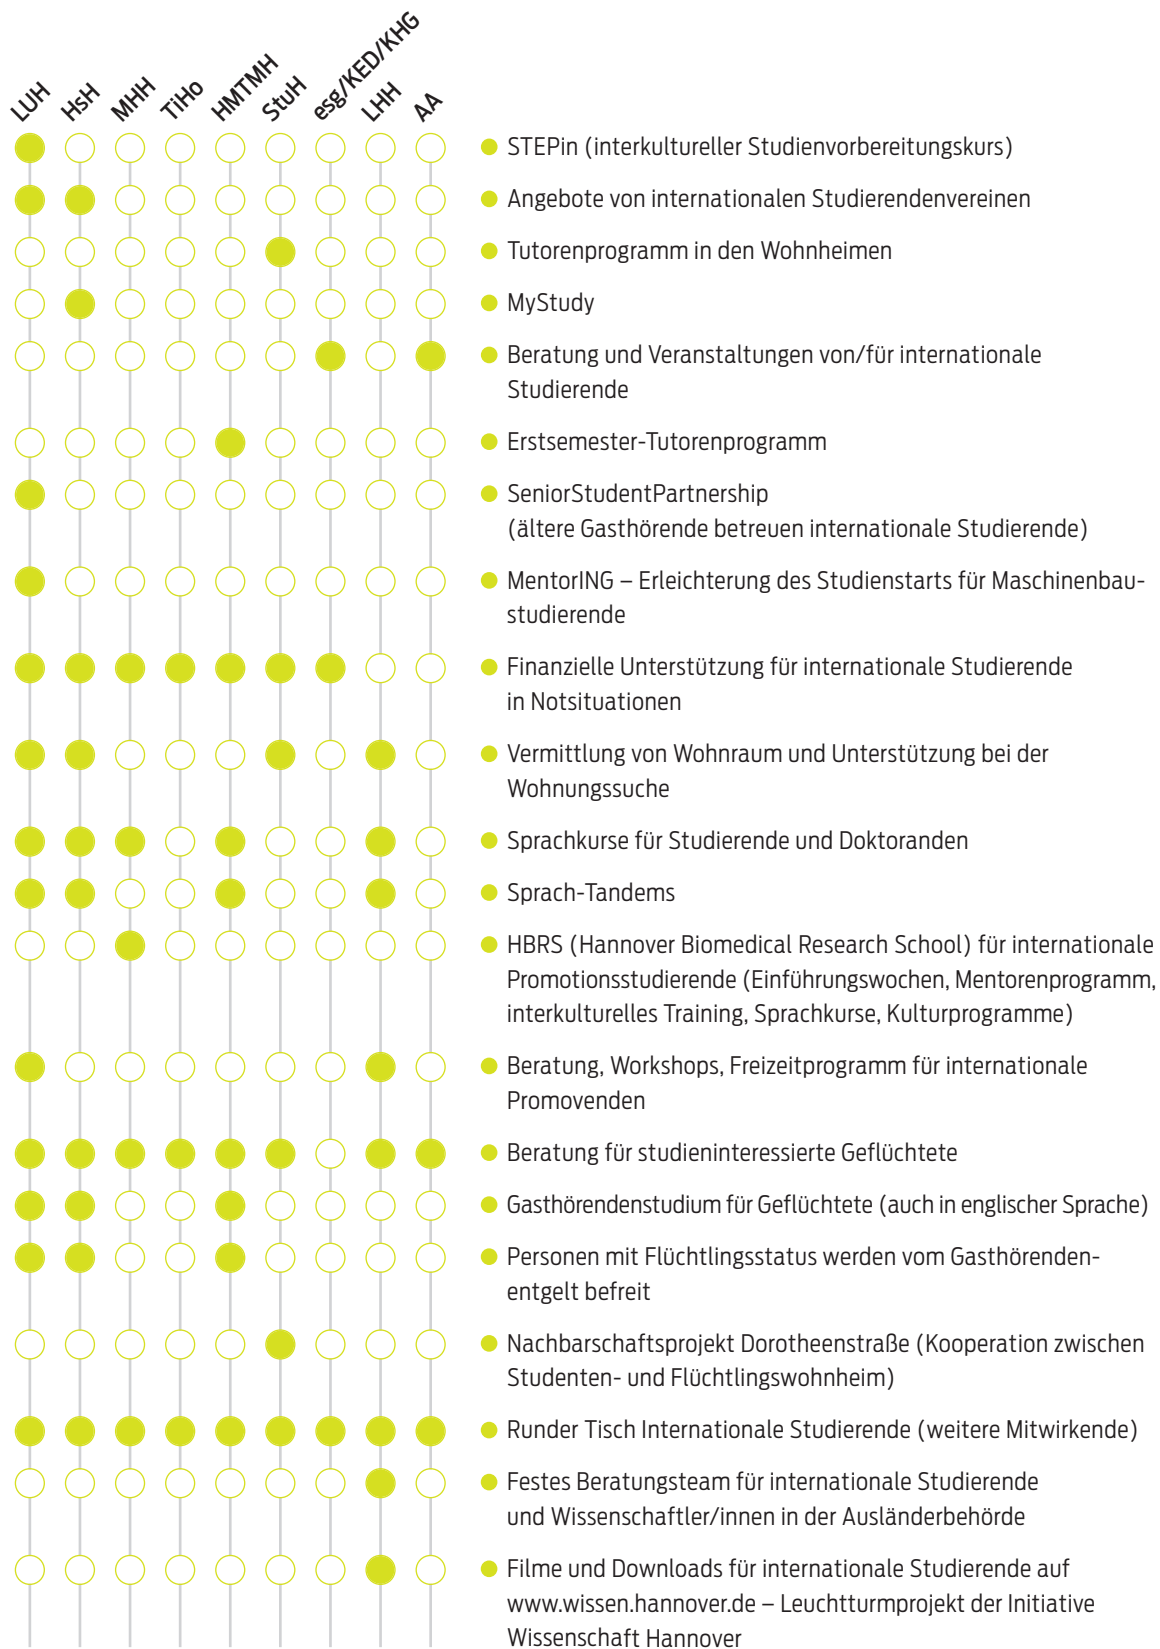 LUH
HsH
MHH
TiHo
HMTMH
StuH
esg/KED/KHG
LHH
AA
STEPin (interkultureller Studienvorbereitungskurs)
Angebote von internationalen Studierendenvereinen
Tutorenprogramm in den Wohnheimen
MyStudy
Beratung und Veranstaltungen von/für internationale
Studierende
Erstsemester-Tutorenprogramm
SeniorStudentPartnership
(ältere Gasthörende betreuen internationale Studierende)
MentorING – Erleichterung des Studienstarts für Maschinenbau-
studierende
Finanzielle Unterstützung für internationale Studierende
in Notsituationen
Vermittlung von Wohnraum und Unterstützung bei der
Wohnungssuche
Sprachkurse für Studierende und Doktoranden
Sprach-Tandems
HBRS (Hannover Biomedical Research School) für internationale
Promotionsstudierende (Einführungswochen, Mentorenprogramm,
interkulturelles Training, Sprachkurse, Kulturprogramme)
Beratung, Workshops, Freizeitprogramm für internationale
Promovenden
Beratung für studieninteressierte Geflüchtete
Gasthörendenstudium für Geflüchtete (auch in englischer Sprache)
Personen mit Flüchtlingsstatus werden vom Gasthörenden-
entgelt befreit
Nachbarschaftsprojekt Dorotheenstraße (Kooperation zwischen
Studenten- und Flüchtlingswohnheim)
Runder Tisch Internationale Studierende (weitere Mitwirkende)
Festes Beratungsteam für internationale Studierende
und Wissenschaftler/innen in der Ausländerbehörde
Filme und Downloads für internationale Studierende auf
www.wissen.hannover.de – Leuchtturmprojekt der Initiative
Wissenschaft Hannover